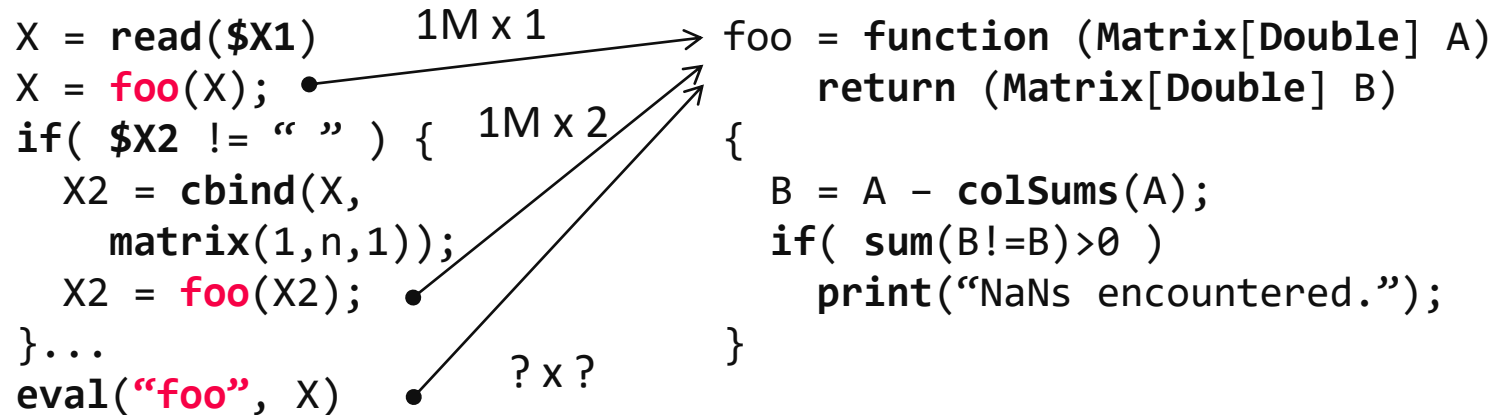 X = read($X1)
X = foo(X);
if( $X2 != “ ” ) {
  X2 = cbind(X,
    matrix(1,n,1));
  X2 = foo(X2);
}...
eval(“foo”, X)
1M x 1
1M x 2
? x ?
foo = function (Matrix[Double] A)
    return (Matrix[Double] B)
{
  B = A – colSums(A);
  if( sum(B!=B)>0 )
    print(“NaNs encountered.”);
}